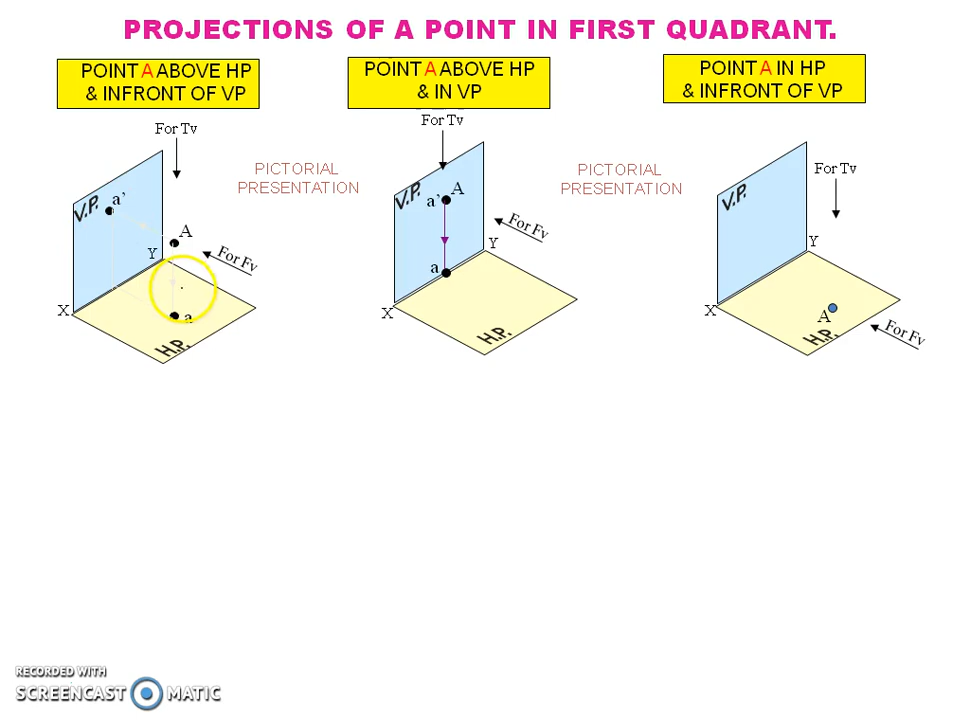 PROJECTIONS OF A POINT IN FIRST QUADRANT.
POINT A ABOVE HP
& INFRONT OF VP
POINT A ABOVE HP
& IN VP
POINT A IN HP
& INFRONT OF VP
For Tv
For Tv
For Tv
PICTORIAL
PRESENTATION
PICTORIAL
PRESENTATION
V.P.
a'
A
Y
For Fv
X
a
H.P.
V.P.
a'
A
Y
For Fv
a
X
H.P.
V.P.
Y
X
A
H.P.
For Fv
RECORDED WITH
SCREENCAST MATIC